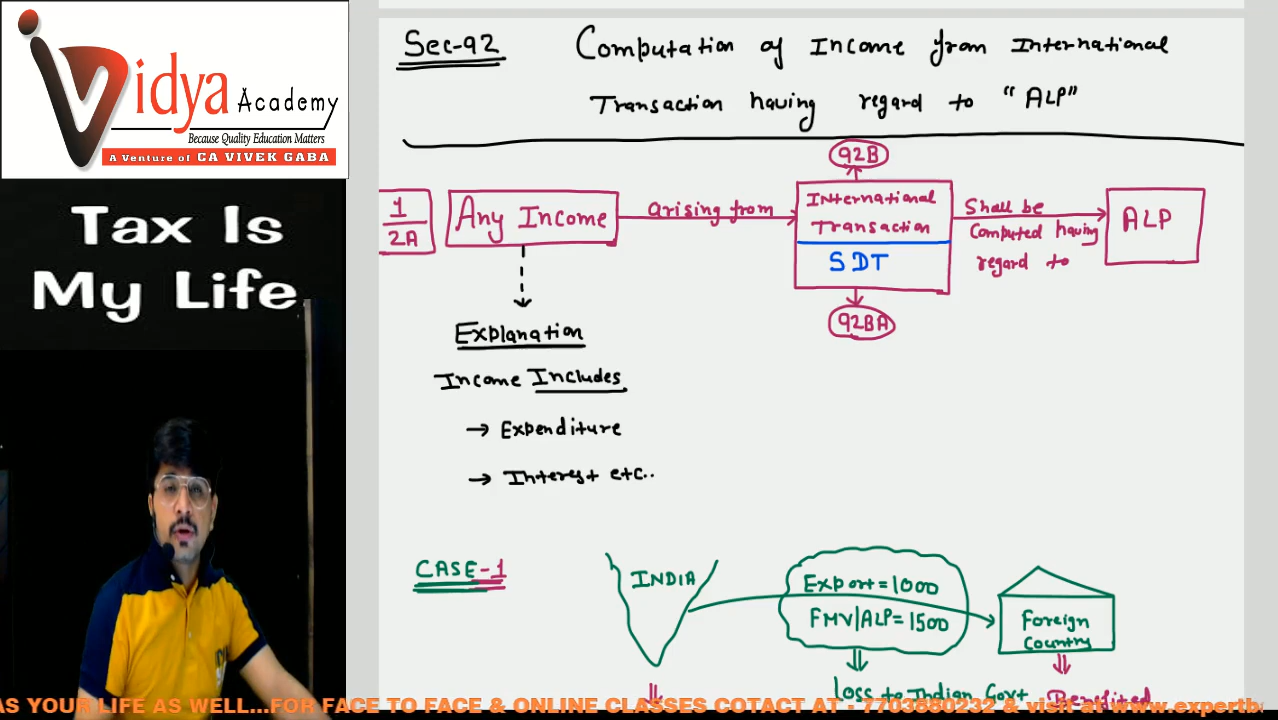 Vidya Academy
Because Quality Education Matters
A Venture of CA VIVEK GABA
Tax Is
My Life
Sec-92 Computation of Income from International
Transaction having regard to "ALP"
92B
1
2A
Any Income
arising from
International
Transaction
SDT
Shall be
Computed having
regard to
ALP
92BA
Explanation
Income Includes
→ Expenditure
→ Interest etc..
CASE-1
INDIA
Export=1000
FMV|ALP=1500
Foreign
Country
loss to Indian Govt
Benefited
AS YOUR LIFE AS WELL...FOR FACE TO FACE & ONLINE CLASSES COTACT AT - 7703880232 & visit at www.expertb